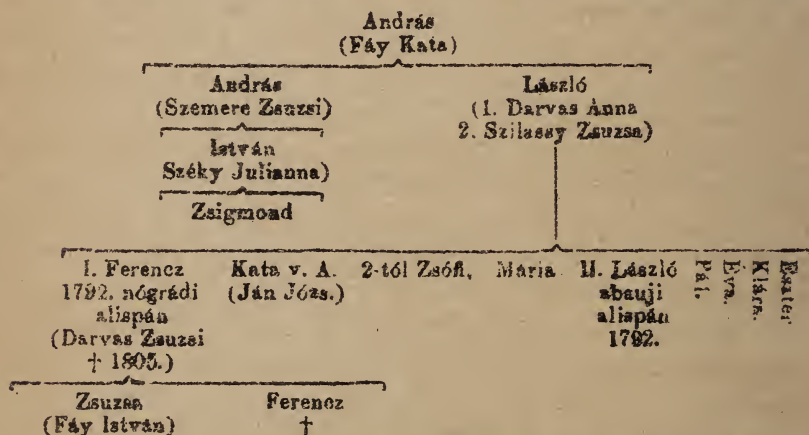 András
(Fáy Kata)
András László
(Szemere Zsuzsi) (1. Darvas Anna
2. Szilassy Zsuzsa)
István
Széky Julianna)
Zsigmond
I. Ferencz Kata v. A. 2-tól Zsófi, Mária II. László Pál. Éva. Klára. Eszter
1792. nógrádi (Ján Józs.) abauji
alispán alispán
(Darvas Zsuzsi 1792.
† 1805.)
Zsuzsa Ferencz
(Fáy István) †